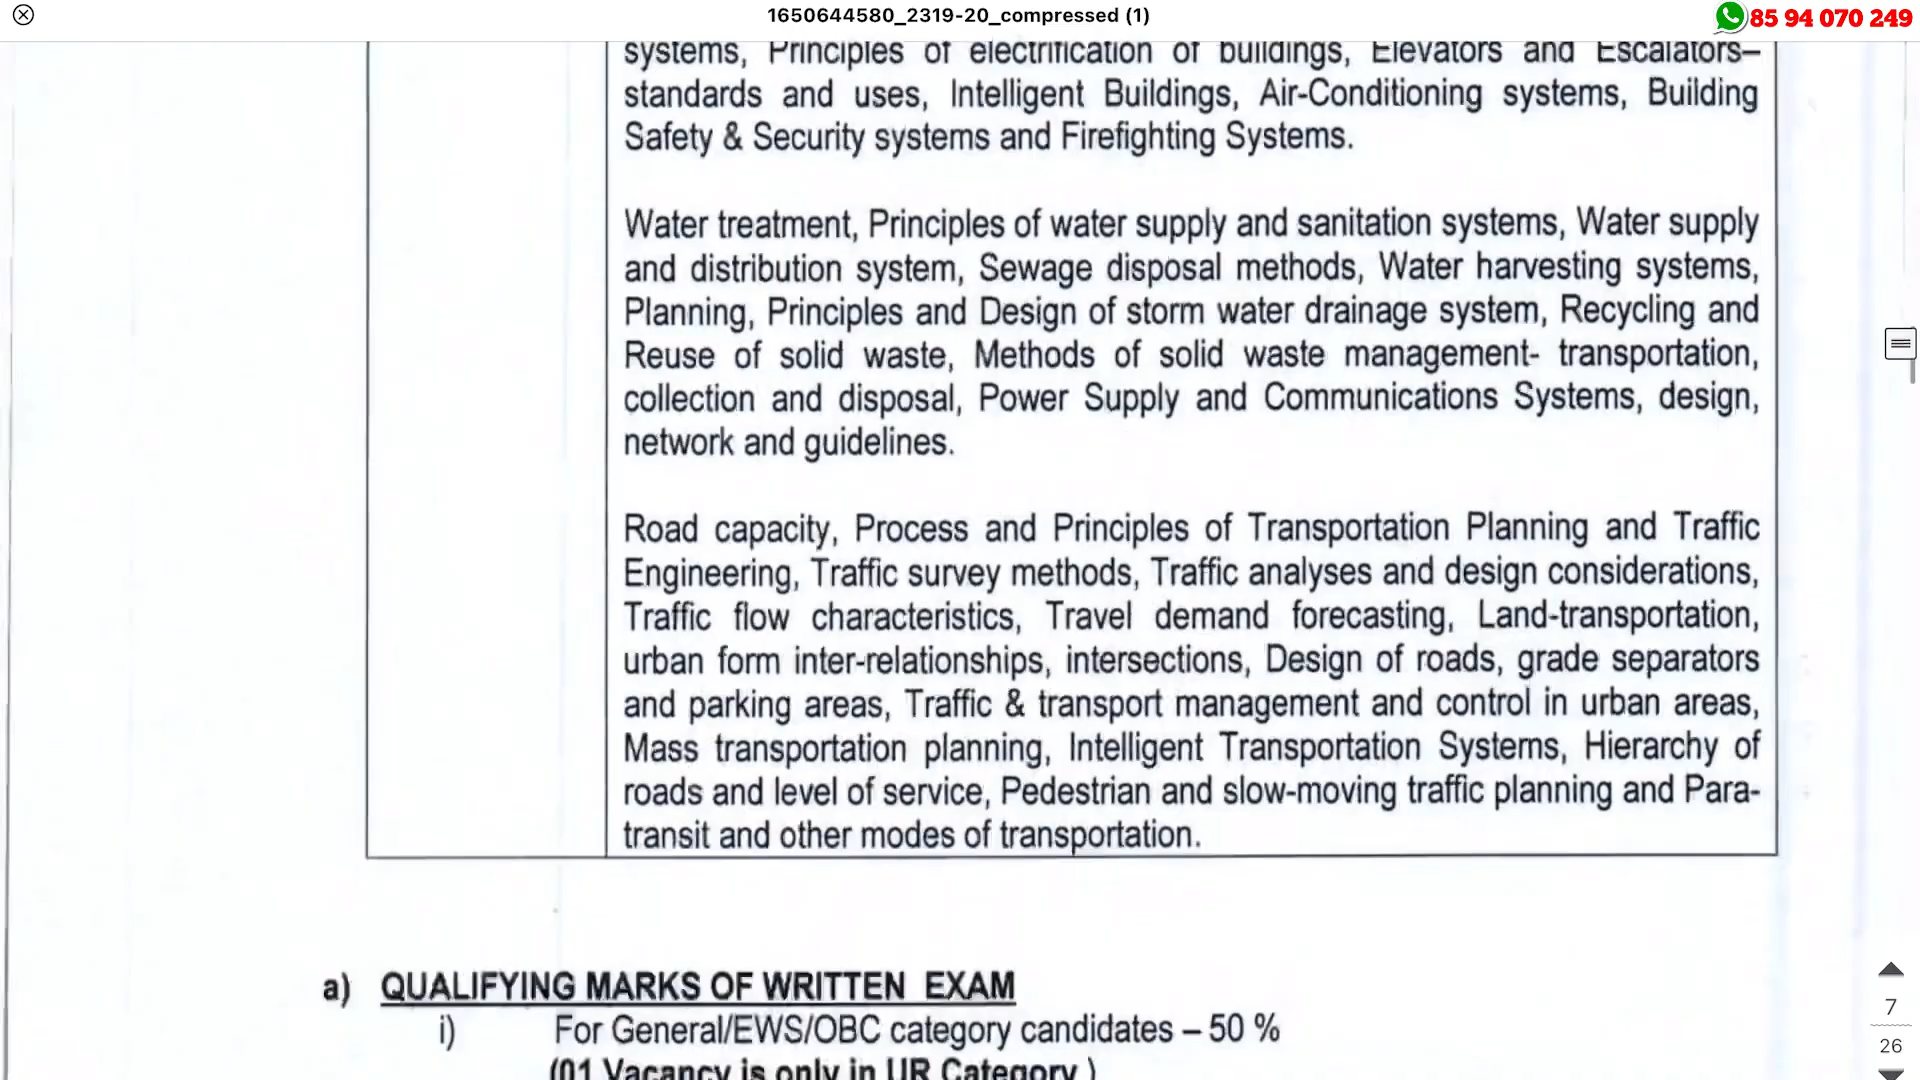 1650644580_2319-20_compressed (1)
85 94 070 249
systems, Principles of electrification of buildings, Elevators and Escalators–
standards and uses, Intelligent Buildings, Air-Conditioning systems, Building
Safety & Security systems and Firefighting Systems.
Water treatment, Principles of water supply and sanitation systems, Water supply
and distribution system, Sewage disposal methods, Water harvesting systems,
Planning, Principles and Design of storm water drainage system, Recycling and
Reuse of solid waste, Methods of solid waste management- transportation,
collection and disposal, Power Supply and Communications Systems, design,
network and guidelines.
Road capacity, Process and Principles of Transportation Planning and Traffic
Engineering, Traffic survey methods, Traffic analyses and design considerations,
Traffic flow characteristics, Travel demand forecasting, Land-transportation,
urban form inter-relationships, intersections, Design of roads, grade separators
and parking areas, Traffic & transport management and control in urban areas,
Mass transportation planning, Intelligent Transportation Systems, Hierarchy of
roads and level of service, Pedestrian and slow-moving traffic planning and Para-
transit and other modes of transportation.
a) QUALIFYING MARKS OF WRITTEN EXAM
i) For General/EWS/OBC category candidates – 50 %
(01 Vacancy is only in UR Category )
7
26